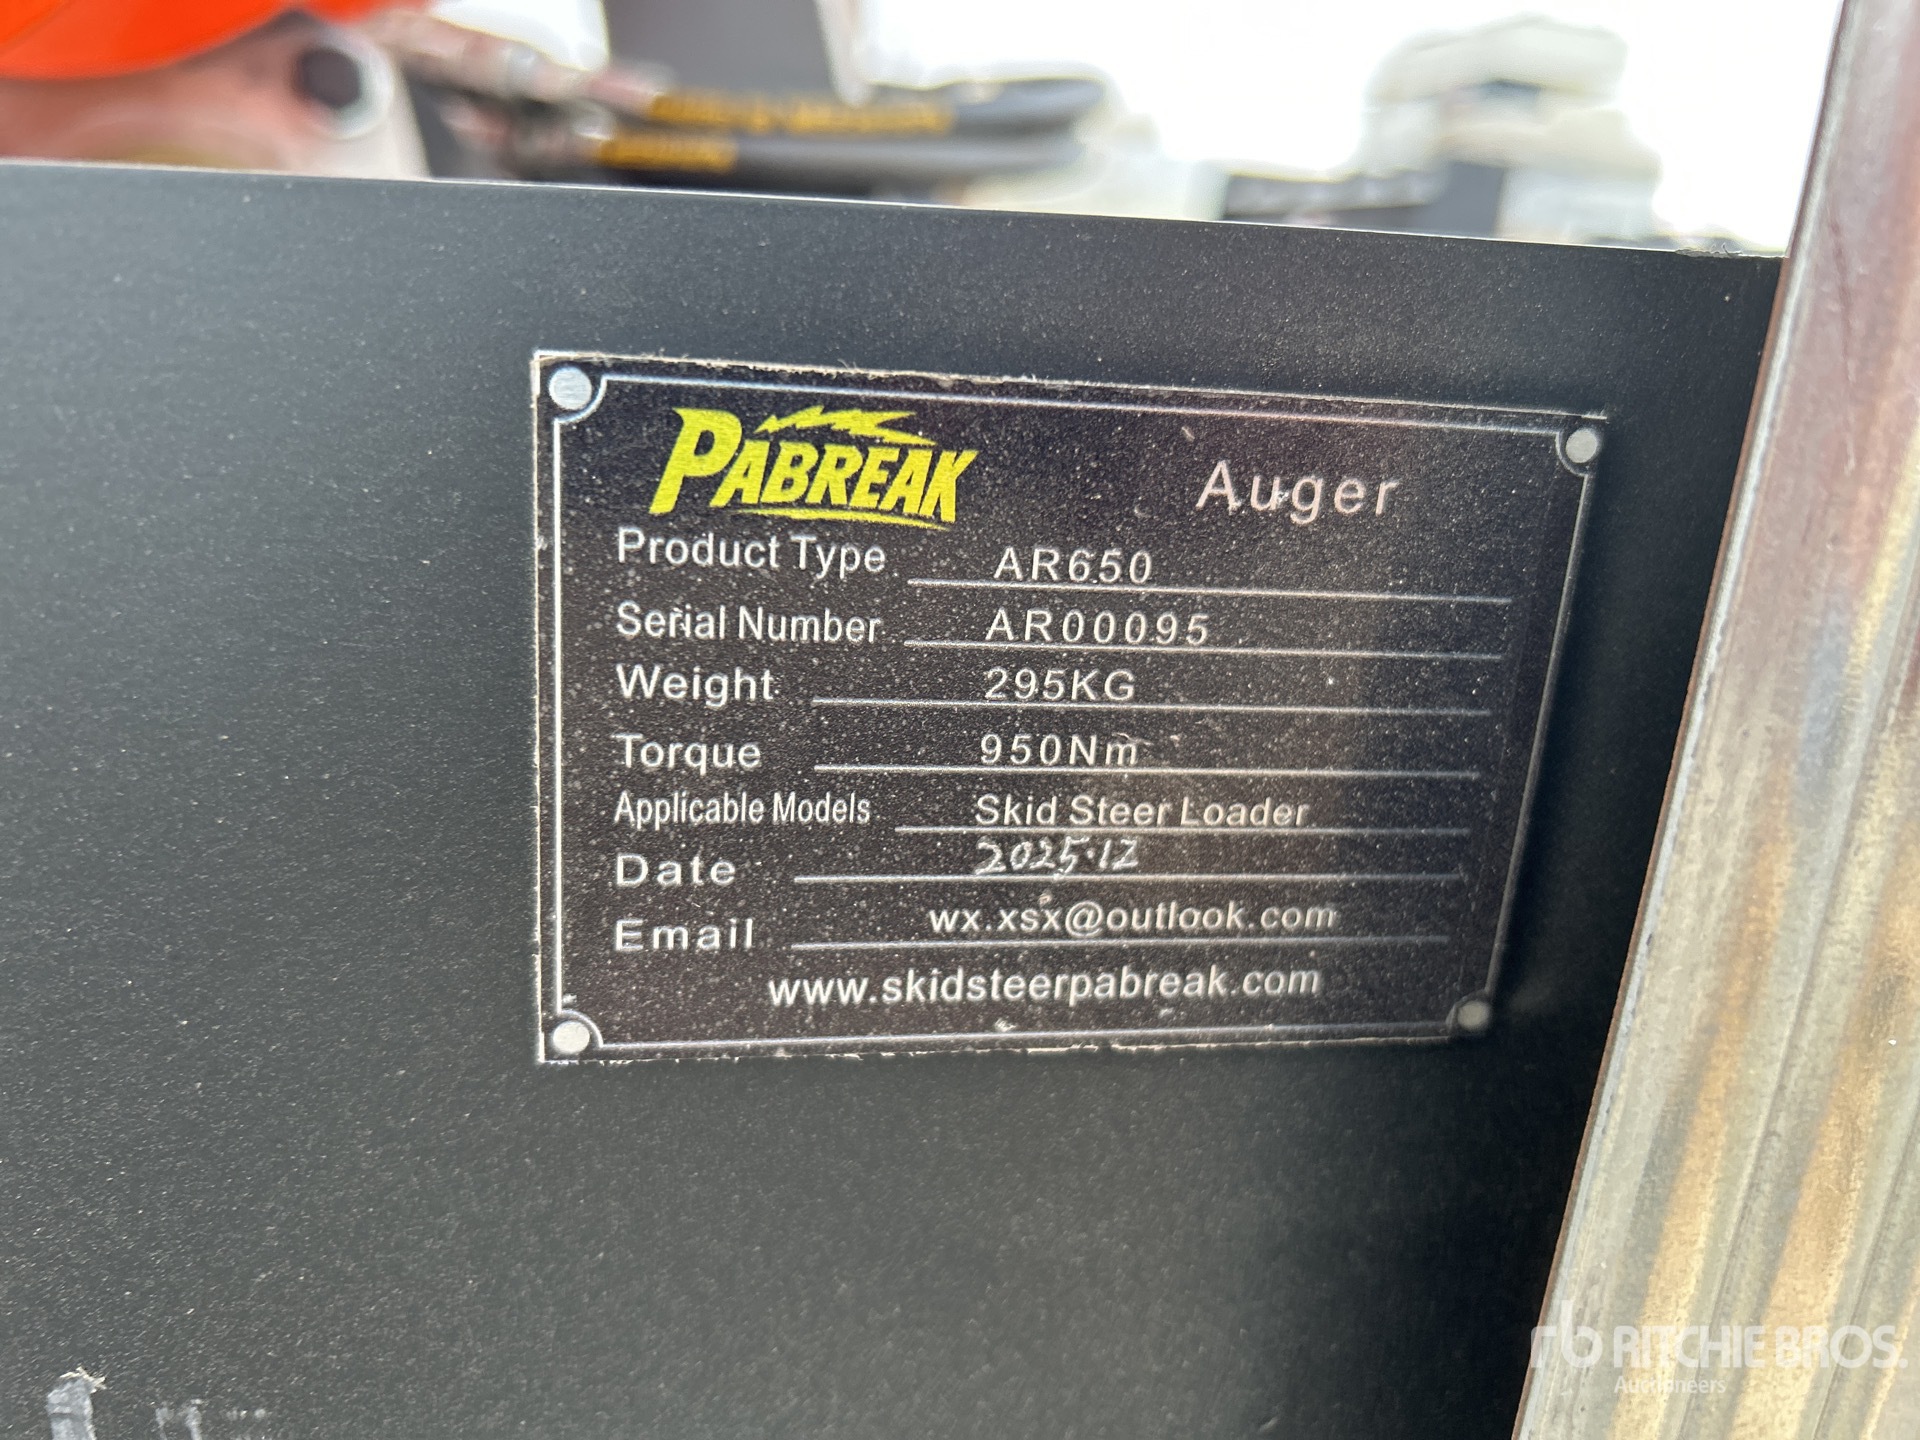 PABREAK
Auger
Product Type AR650
Serial Number AR00095
Weight 295KG
Torque 950Nm
Applicable Models Skid Steer Loader
Date 2025.12
Email wx.xsx@outlook.com
www.skidsteerpabreak.com
rb RITCHIE BROS.
Auctioneers